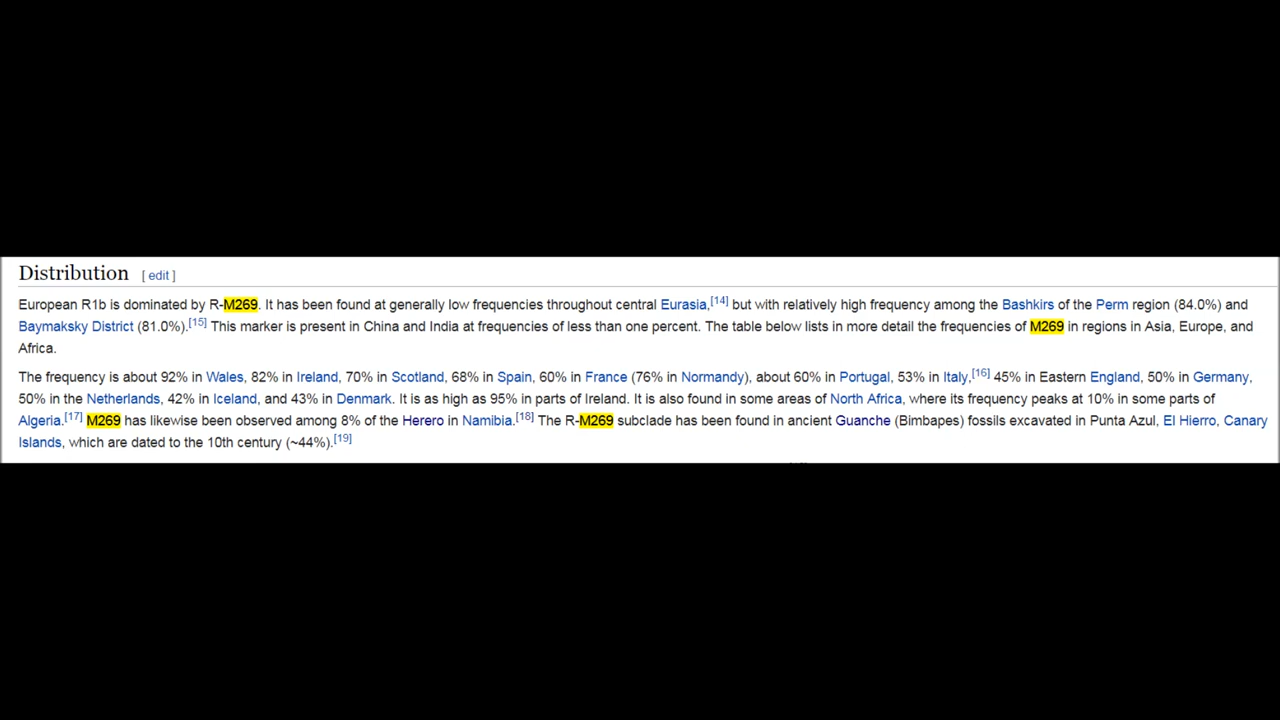 Distribution [ edit ]
European R1b is dominated by R-M269. It has been found at generally low frequencies throughout central Eurasia,[14] but with relatively high frequency among the Bashkirs of the Perm region (84.0%) and
Baymaksky District (81.0%).[15] This marker is present in China and India at frequencies of less than one percent. The table below lists in more detail the frequencies of M269 in regions in Asia, Europe, and
Africa.
The frequency is about 92% in Wales, 82% in Ireland, 70% in Scotland, 68% in Spain, 60% in France (76% in Normandy), about 60% in Portugal, 53% in Italy,[16] 45% in Eastern England, 50% in Germany,
50% in the Netherlands, 42% in Iceland, and 43% in Denmark. It is as high as 95% in parts of Ireland. It is also found in some areas of North Africa, where its frequency peaks at 10% in some parts of
Algeria.[17] M269 has likewise been observed among 8% of the Herero in Namibia.[18] The R-M269 subclade has been found in ancient Guanche (Bimbapes) fossils excavated in Punta Azul, El Hierro, Canary
Islands, which are dated to the 10th century (~44%).[19]